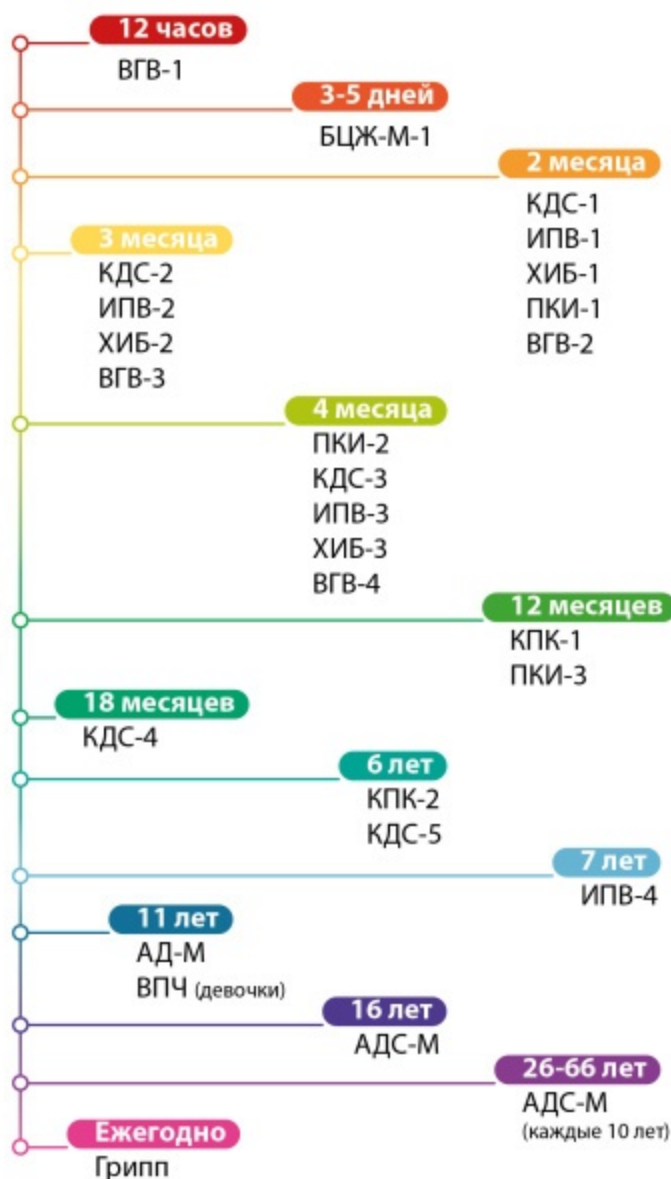 12 часов
ВГВ-1
3-5 дней
БЦЖ-М-1
2 месяца
КДС-1
ИПВ-1
ХИБ-1
ПКИ-1
ВГВ-2
3 месяца
КДС-2
ИПВ-2
ХИБ-2
ВГВ-3
4 месяца
ПКИ-2
КДС-3
ИПВ-3
ХИБ-3
ВГВ-4
12 месяцев
КПК-1
ПКИ-3
18 месяцев
КДС-4
6 лет
КПК-2
КДС-5
7 лет
ИПВ-4
11 лет
АД-М
ВПЧ (девочки)
16 лет
АДС-М
26-66 лет
АДС-М
(каждые 10 лет)
Ежегодно
Грипп